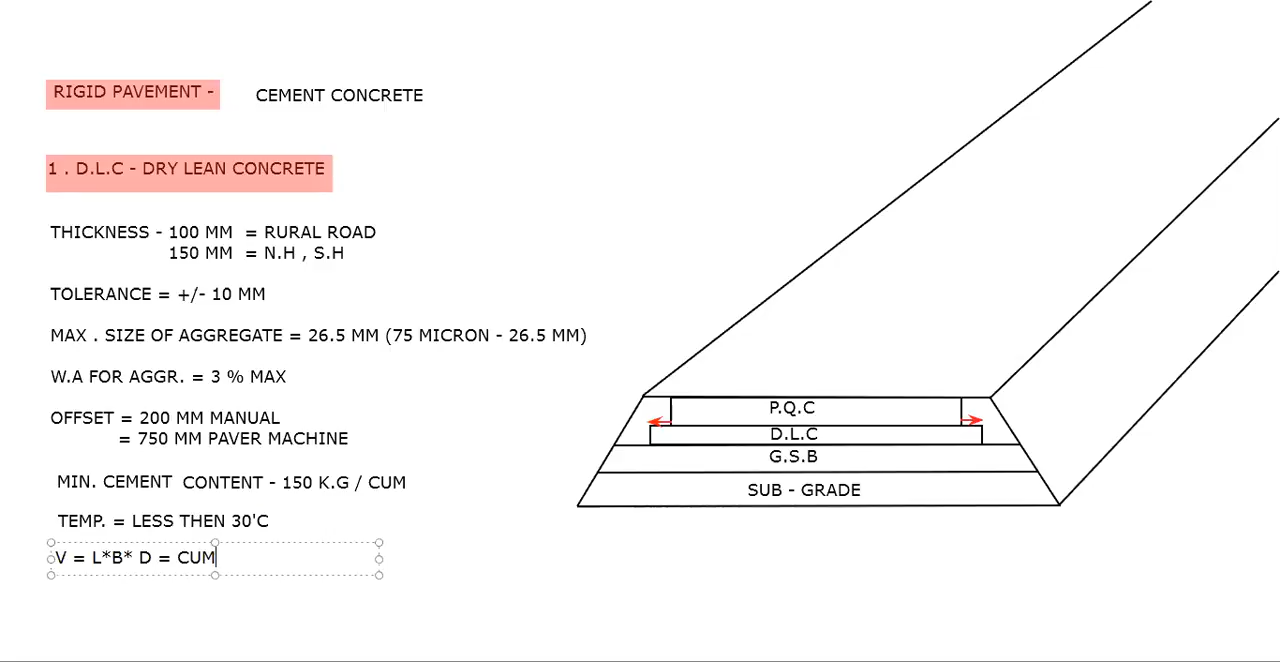 RIGID PAVEMENT - CEMENT CONCRETE
1 . D.L.C - DRY LEAN CONCRETE
THICKNESS - 100 MM = RURAL ROAD
150 MM = N.H , S.H
TOLERANCE = +/- 10 MM
MAX . SIZE OF AGGREGATE = 26.5 MM (75 MICRON - 26.5 MM)
W.A FOR AGGR. = 3 % MAX
OFFSET = 200 MM MANUAL
= 750 MM PAVER MACHINE
MIN. CEMENT CONTENT - 150 K.G / CUM
TEMP. = LESS THEN 30'C
V = L*B* D = CUM
P.Q.C
D.L.C
G.S.B
SUB - GRADE